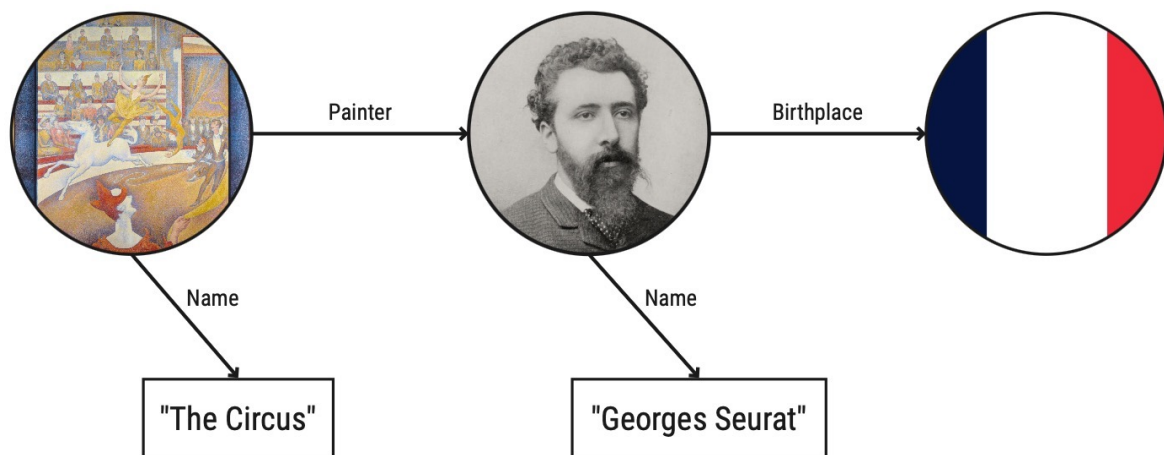 Painter
Birthplace
Name
Name
"The Circus"
"Georges Seurat"